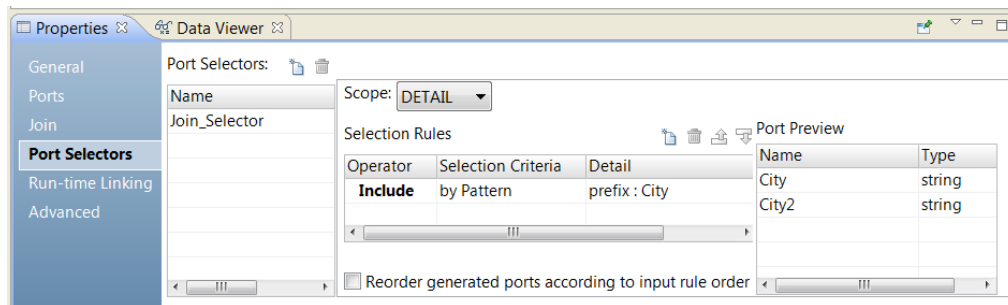 Properties Data Viewer
General
Ports
Join
Port Selectors
Run-time Linking
Advanced
Port Selectors:
Name
Join_Selector
Scope: DETAIL
Selection Rules
Operator Selection Criteria Detail
Include by Pattern prefix : City
Reorder generated ports according to input rule order
Port Preview
Name Type
City string
City2 string